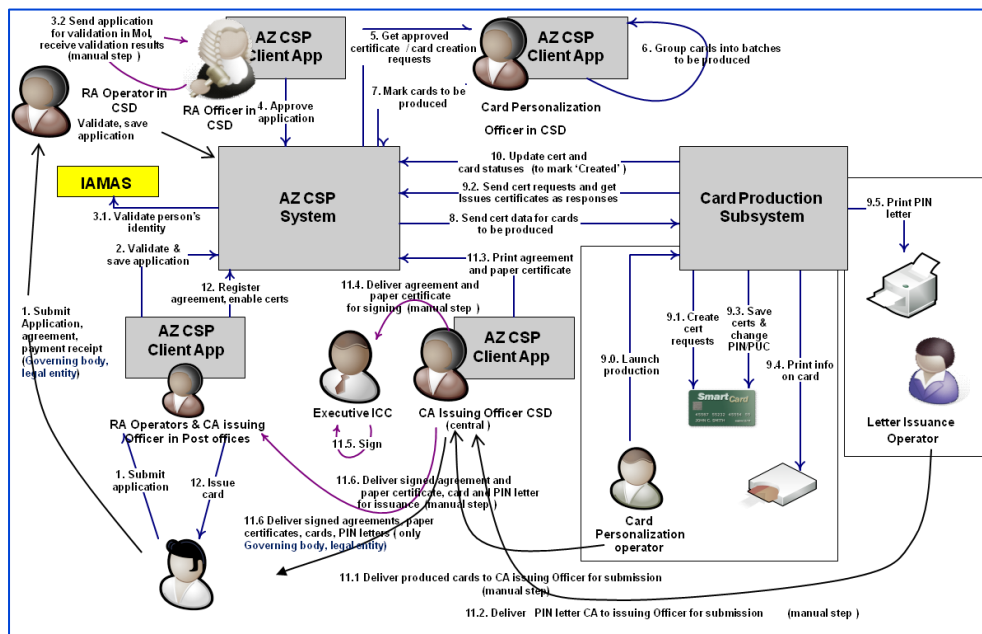 3.2 Send application
for validation in MoI,
receive validation results
(manual step )
AZ CSP
Client App
5. Get approved
certificate / card creation
requests
AZ CSP
Client App
6. Group cards into batches
to be produced
RA Operator in
CSD
RA Officer in
CSD
4. Approve
application
7. Mark cards to be
produced
Card Personalization
Officer in CSD
Validate, save
application
IAMAS
3.1. Validate person's
identity
AZ CSP
System
10. Update cert and
card statuses (to mark 'Created' )
9.2. Send cert requests and get
Issues certificates as responses
8. Send cert data for cards
to be produced
Card Production
Subsystem
9.5. Print PIN
letter
2. Validate &
save application
12. Register
agreement, enable certs
11.3. Print agreement
and paper certificate
11.4. Deliver agreement and
paper certificate
for signing (manual step )
1. Submit
Application,
agreement,
payment receipt
(Governing body,
legal entity)
AZ CSP
Client App
AZ CSP
Client App
9.0. Launch
production
9.1. Create
cert
requests
9.3. Save
certs &
change
PIN/PUC
9.4. Print info
on card
SmartCard
RA Operators & CA issuing
Officer in Post offices
Executive ICC
11.5. Sign
CA Issuing Officer CSD
(central)
Letter Issuance
Operator
1. Submit
application
12. Issue
card
11.6. Deliver signed agreement and
paper certificate, card and PIN letter
for issuance (manual step )
11.6 Deliver signed agreements, paper
certificates, cards, PIN letters ( only
Governing body, legal entity)
Card
Personalization
operator
11.1 Deliver produced cards to CA issuing Officer for submission
(manual step)
11.2. Deliver PIN letter CA to issuing Officer for submission (manual step )